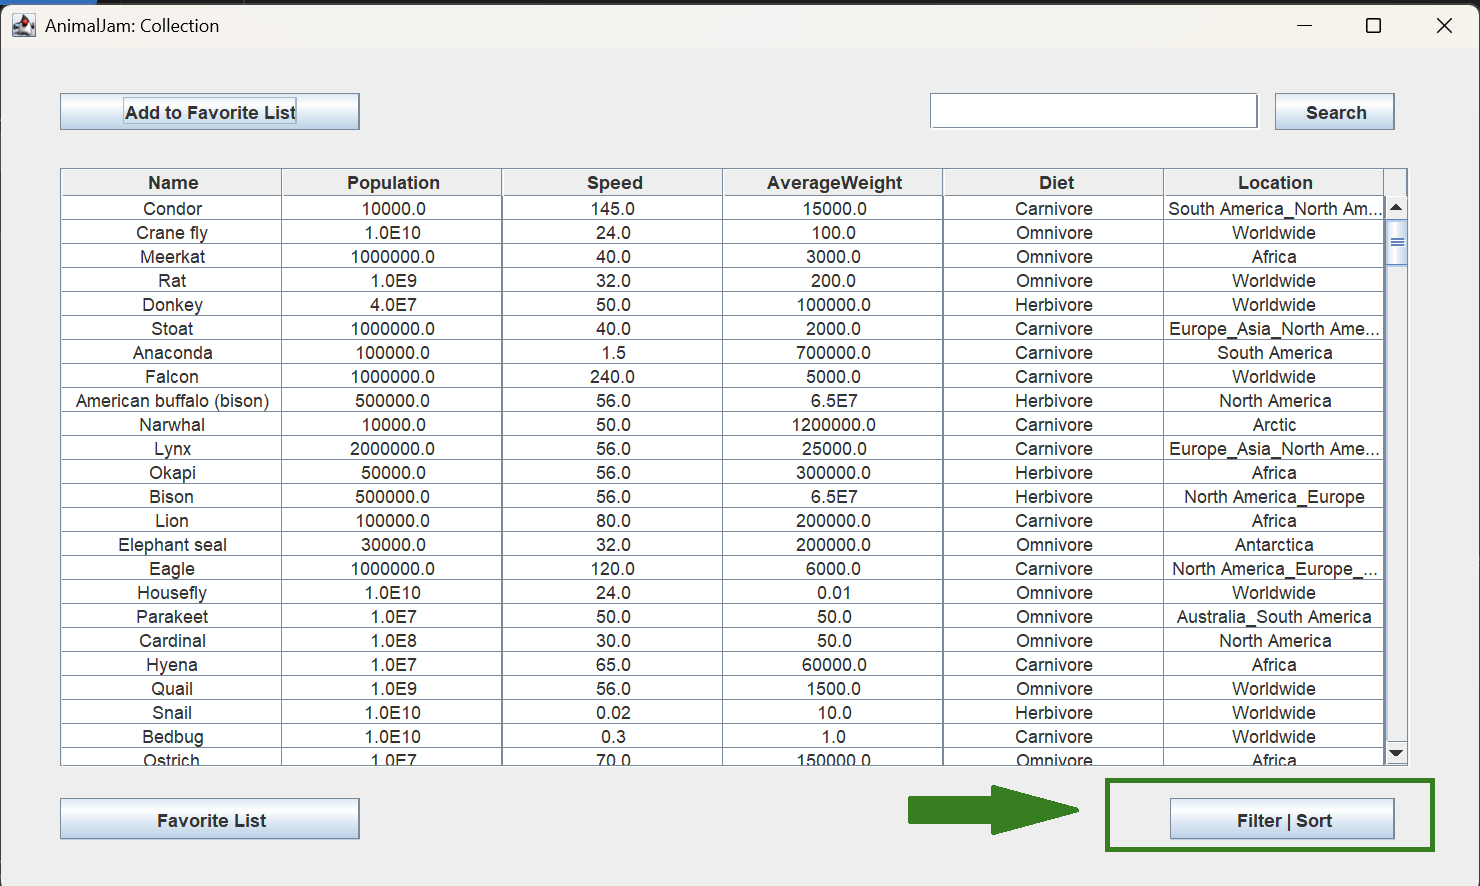 AnimalJam: Collection
Add to Favorite List
Search
Name Population Speed AverageWeight Diet Location
Condor 10000.0 145.0 15000.0 Carnivore South America_North Am...
Crane fly 1.0E10 24.0 100.0 Omnivore Worldwide
Meerkat 1000000.0 40.0 3000.0 Omnivore Africa
Rat 1.0E9 32.0 200.0 Omnivore Worldwide
Donkey 4.0E7 50.0 100000.0 Herbivore Worldwide
Stoat 1000000.0 40.0 2000.0 Carnivore Europe_Asia_North Ame...
Anaconda 100000.0 1.5 700000.0 Carnivore South America
Falcon 1000000.0 240.0 5000.0 Carnivore Worldwide
American buffalo (bison) 500000.0 56.0 6.5E7 Herbivore North America
Narwhal 10000.0 50.0 1200000.0 Carnivore Arctic
Lynx 2000000.0 56.0 25000.0 Carnivore Europe_Asia_North Ame...
Okapi 50000.0 56.0 300000.0 Herbivore Africa
Bison 500000.0 56.0 6.5E7 Herbivore North America_Europe
Lion 100000.0 80.0 200000.0 Carnivore Africa
Elephant seal 30000.0 32.0 200000.0 Omnivore Antarctica
Eagle 1000000.0 120.0 6000.0 Carnivore North America_Europe_...
Housefly 1.0E10 24.0 0.01 Omnivore Worldwide
Parakeet 1.0E7 50.0 50.0 Omnivore Australia_South America
Cardinal 1.0E8 30.0 50.0 Omnivore North America
Hyena 1.0E7 65.0 60000.0 Carnivore Africa
Quail 1.0E9 56.0 1500.0 Omnivore Worldwide
Snail 1.0E10 0.02 10.0 Herbivore Worldwide
Bedbug 1.0E10 0.3 1.0 Carnivore Worldwide
Ostrich 1.0E7 70.0 150000.0 Omnivore Africa
Favorite List
Filter | Sort